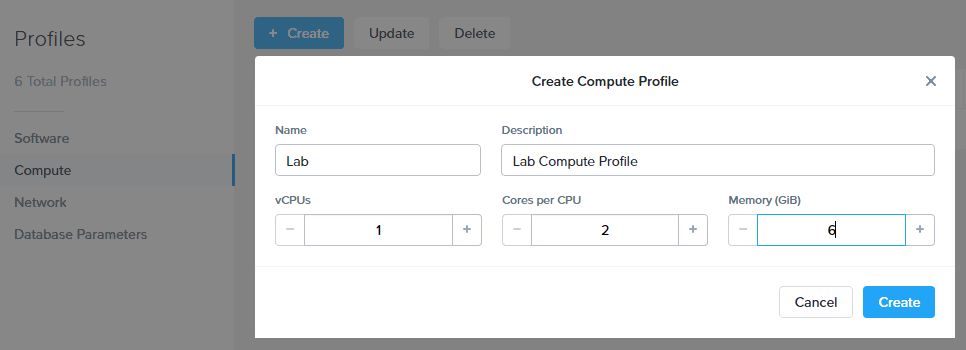 Profiles
6 Total Profiles
Software
Compute
Network
Database Parameters
+ Create Update Delete
Create Compute Profile ×
Name Description
Lab Lab Compute Profile
vCPUs Cores per CPU Memory (GiB)
− 1 + − 2 + − 6 +
Cancel Create